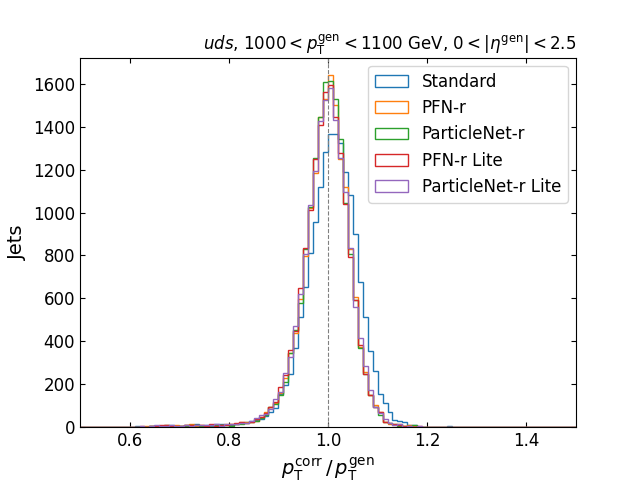 uds, 1000 < p_T^gen < 1100 GeV, 0 < |η^gen| < 2.5
Standard
PFN-r
ParticleNet-r
PFN-r Lite
ParticleNet-r Lite
Jets
1600
1400
1200
1000
800
600
400
200
0
0.6 0.8 1.0 1.2 1.4
p_T^corr / p_T^gen